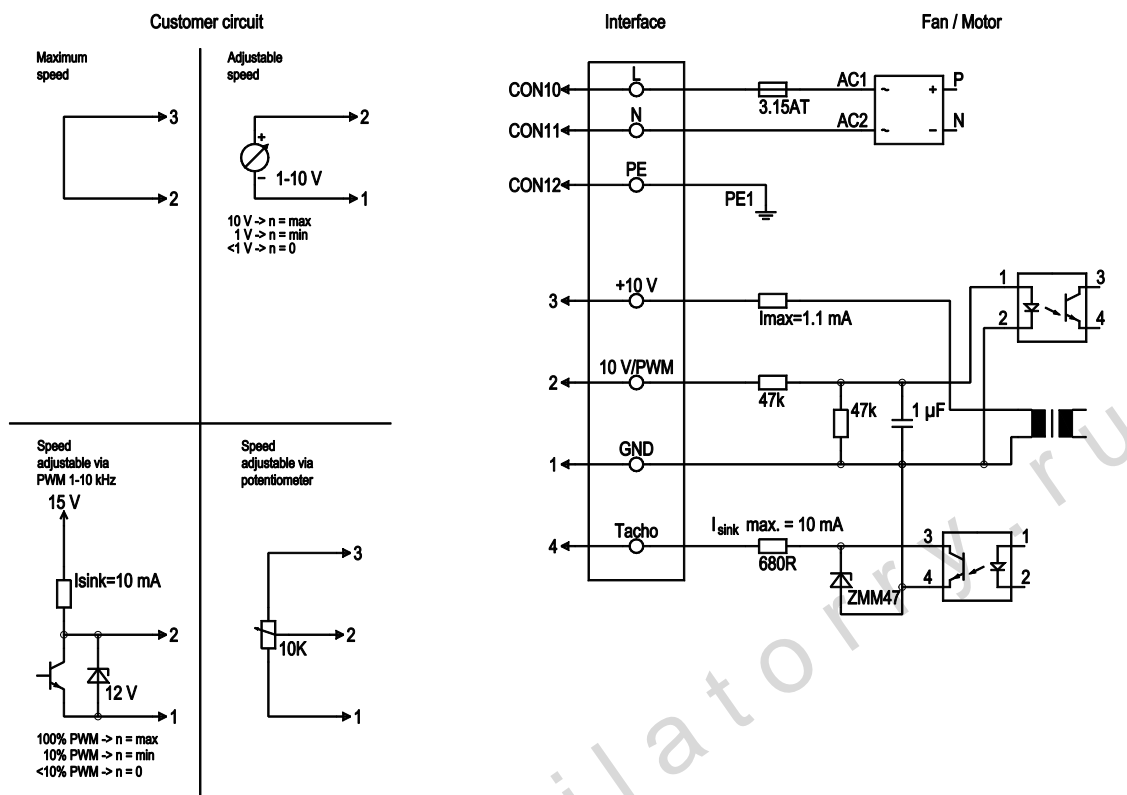 Customer circuit
Interface
Fan / Motor
Maximum
speed
3
2
Adjustable
speed
2
+
–
1-10 V
1
10 V -> n = max
1 V -> n = min
<1 V -> n = 0
Speed
adjustable via
PWM 1-10 kHz
15 V
Isink=10 mA
2
12 V
1
100% PWM -> n = max
10% PWM -> n = min
<10% PWM -> n = 0
Speed
adjustable via
potentiometer
3
2
10K
1
CON10
L
3.15AT
AC1
~
+
P
CON11
N
AC2
~
–
N
CON12
PE
PE1
3
+10 V
Imax=1.1 mA
1
2
3
4
2
10 V/PWM
47k
47k
1 µF
1
GND
4
Tacho
Isink max. = 10 mA
680R
ZMM47
3
4
1
2
ilatorry.ru